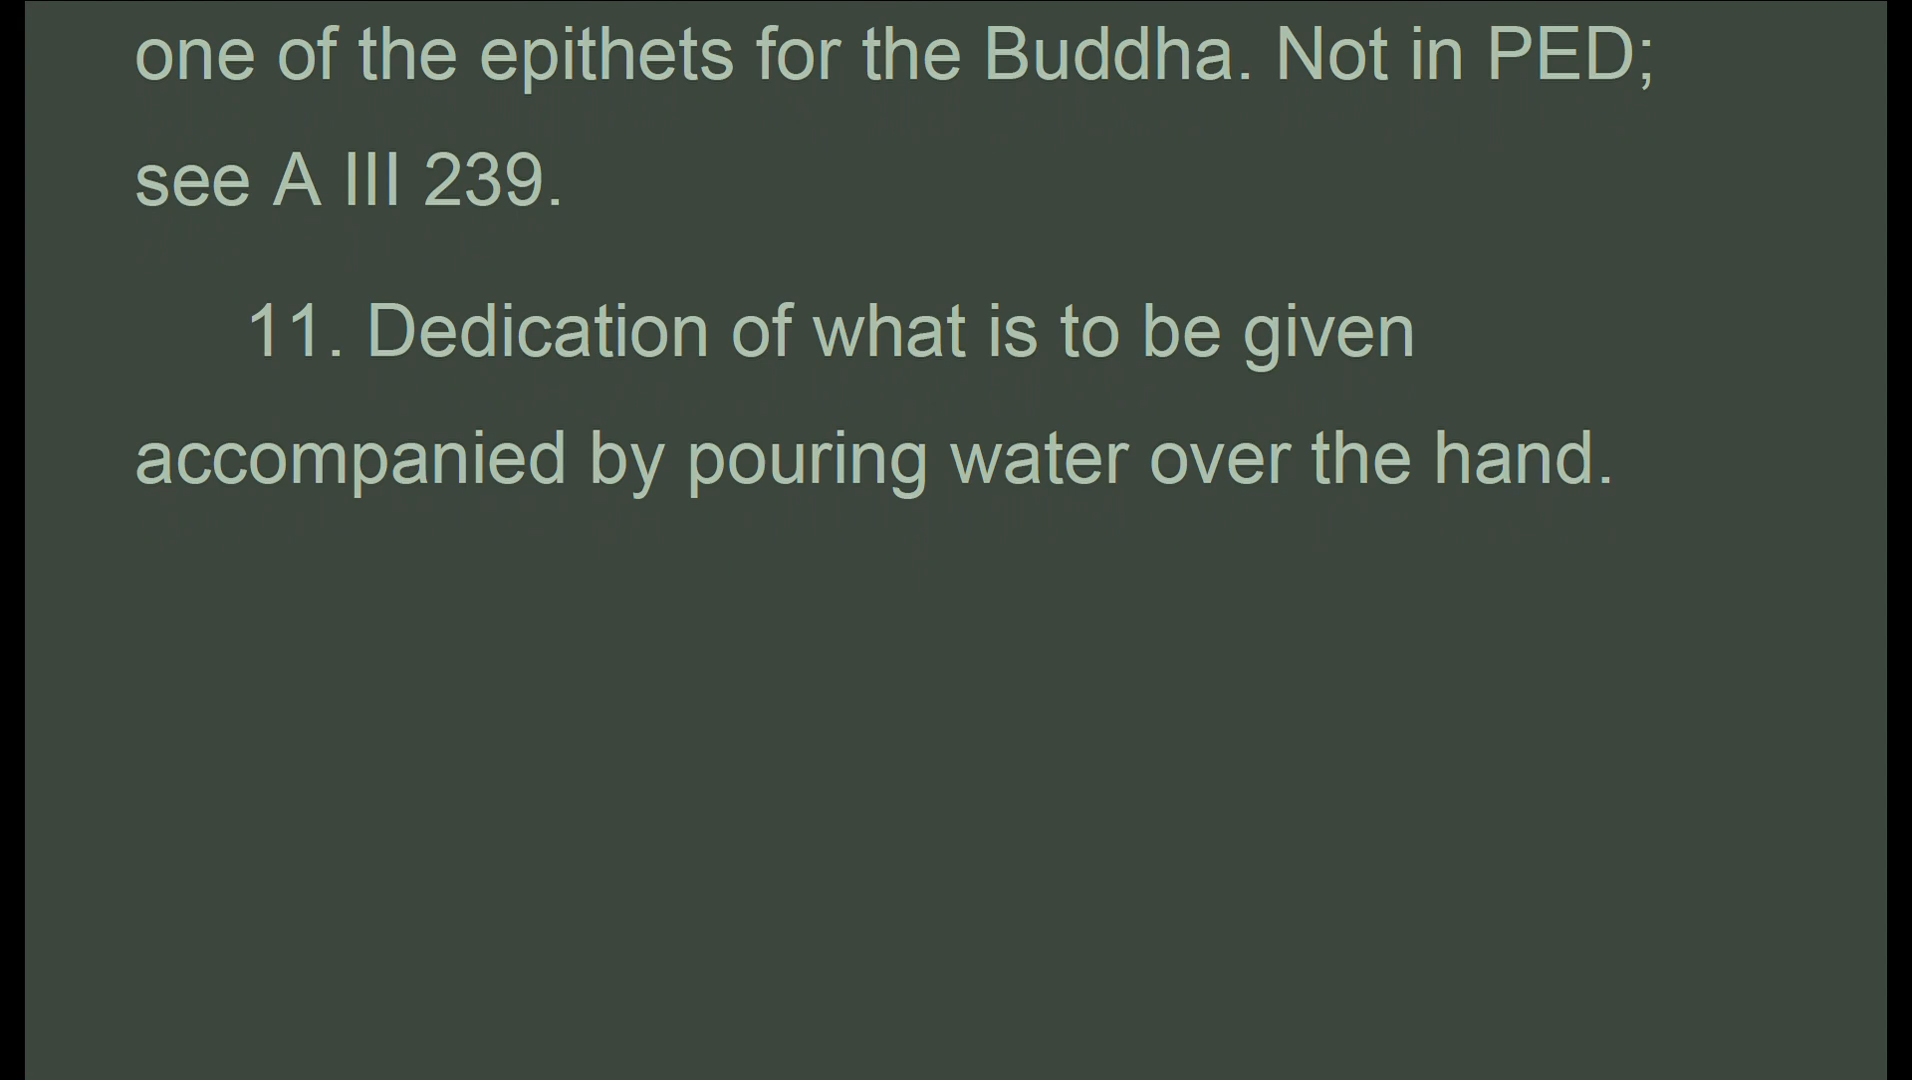 one of the epithets for the Buddha. Not in PED;
see A III 239.
11. Dedication of what is to be given
accompanied by pouring water over the hand.